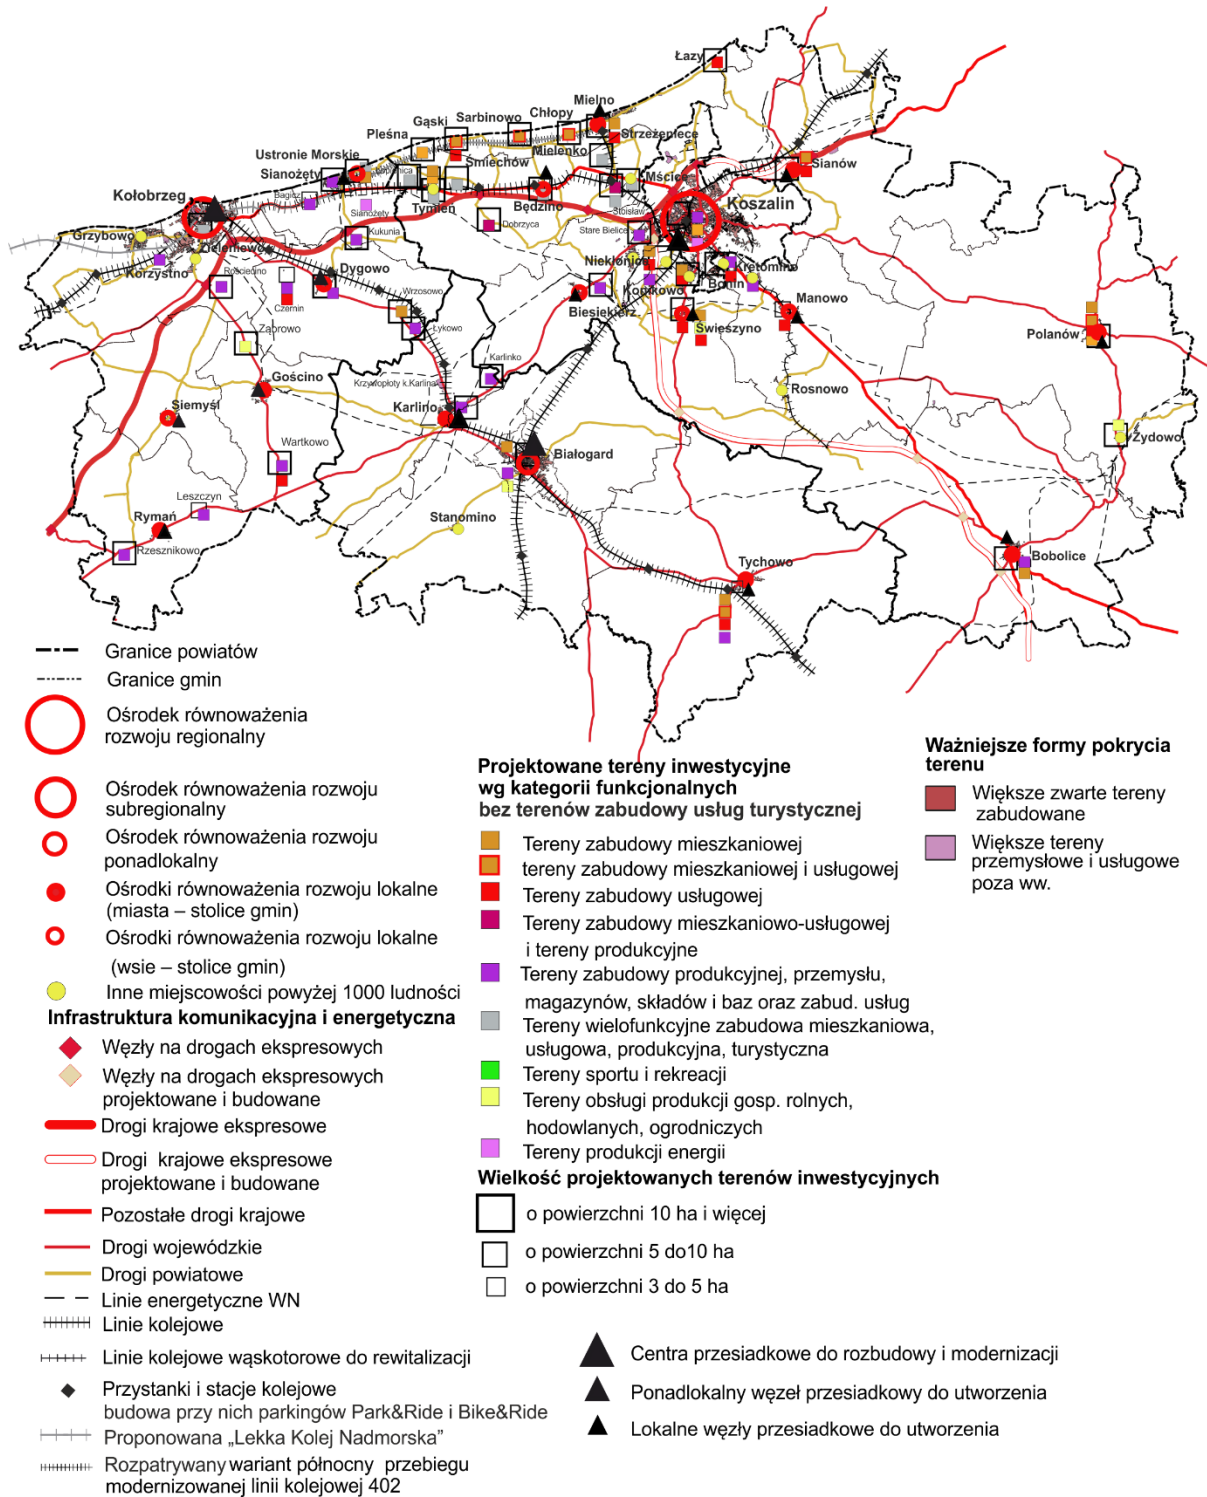 Łazy
Mielno
Chłopy
Sarbinowo
Gąski
Pleśna
Strzeżenice
Mielenko
Śmiechów
Sianów
Ustronie Morskie
Sianożęty
Mścice
Kołobrzeg
Bagicz
Tymień
Będzino
Stoisław
Koszalin
Sianożęty
Dobrzyca
Stare Bielice
Kukunia
Grzybowo
Zieleniewo
Niekłonice
Kretomino
Korzystno
Rościęcino
Dygowo
Bonin
Konikowo
Wrzosowo
Czernin
Biesiekierz
Manowo
Łykowo
Świeszyno
Polanów
Ząbrowo
Karlinko
Gościno
Krzywopłoty k.Karlina
Rosnowo
Siemyśl
Karlino
Żydowo
Wartkowo
Białogard
Leszczyn
Rymań
Stanomino
Rzesznikowo
Tychowo
Bobolice
Granice powiatów
Granice gmin
Ośrodek równoważenia
rozwoju regionalny
Ośrodek równoważenia rozwoju
subregionalny
Ośrodek równoważenia rozwoju
ponadlokalny
Ośrodki równoważenia rozwoju lokalne
(miasta – stolice gmin)
Ośrodki równoważenia rozwoju lokalne
(wsie – stolice gmin)
Inne miejscowości powyżej 1000 ludności
Infrastruktura komunikacyjna i energetyczna
Węzły na drogach ekspresowych
Węzły na drogach ekspresowych
projektowane i budowane
Drogi krajowe ekspresowe
Drogi krajowe ekspresowe
projektowane i budowane
Pozostałe drogi krajowe
Drogi wojewódzkie
Drogi powiatowe
Linie energetyczne WN
Linie kolejowe
Linie kolejowe wąskotorowe do rewitalizacji
Przystanki i stacje kolejowe
budowa przy nich parkingów Park&Ride i Bike&Ride
Proponowana „Lekka Kolej Nadmorska”
Rozpatrywany wariant północny przebiegu
modernizowanej linii kolejowej 402
Projektowane tereny inwestycyjne
wg kategorii funkcjonalnych
bez terenów zabudowy usług turystycznej
Tereny zabudowy mieszkaniowej
tereny zabudowy mieszkaniowej i usługowej
Tereny zabudowy usługowej
Tereny zabudowy mieszkaniowo-usługowej
i tereny produkcyjne
Tereny zabudowy produkcyjnej, przemysłu,
magazynów, składów i baz oraz zabud. usług
Tereny wielofunkcyjne zabudowa mieszkaniowa,
usługowa, produkcyjna, turystyczna
Tereny sportu i rekreacji
Tereny obsługi produkcji gosp. rolnych,
hodowlanych, ogrodniczych
Tereny produkcji energii
Wielkość projektowanych terenów inwestycyjnych
o powierzchni 10 ha i więcej
o powierzchni 5 do10 ha
o powierzchni 3 do 5 ha
Centra przesiadkowe do rozbudowy i modernizacji
Ponadlokalny węzeł przesiadkowy do utworzenia
Lokalne węzły przesiadkowe do utworzenia
Ważniejsze formy pokrycia
terenu
Większe zwarte tereny
zabudowane
Większe tereny
przemysłowe i usługowe
poza ww.